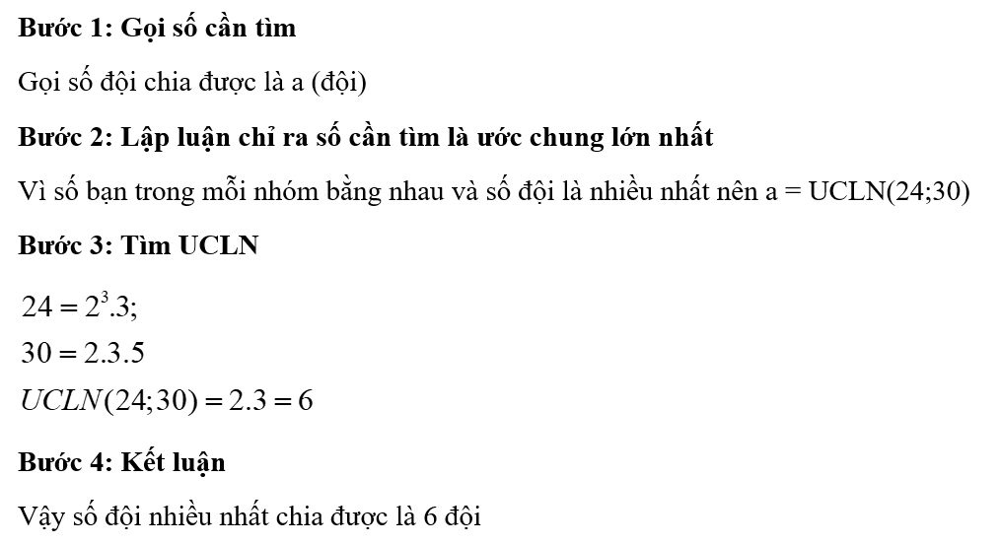 Bước 1: Gọi số cần tìm
Gọi số đội chia được là a (đội)
Bước 2: Lập luận chỉ ra số cần tìm là ước chung lớn nhất
Vì số bạn trong mỗi nhóm bằng nhau và số đội là nhiều nhất nên a = UCLN(24;30)
Bước 3: Tìm UCLN
24 = 2³.3;
30 = 2.3.5
UCLN(24;30) = 2.3 = 6
Bước 4: Kết luận
Vậy số đội nhiều nhất chia được là 6 đội